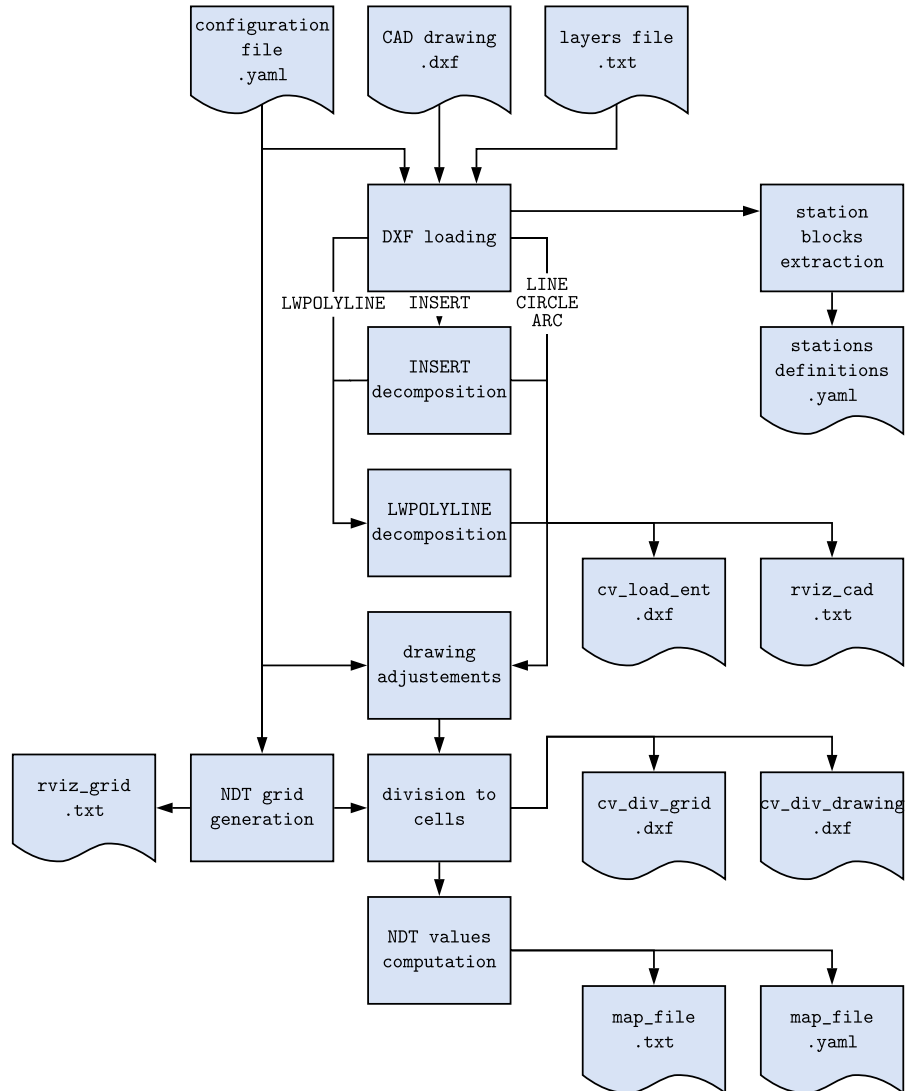 configuration
file
.yaml
CAD drawing
.dxf
layers file
.txt
DXF loading
station
blocks
extraction
LWPOLYLINE
INSERT
LINE
CIRCLE
ARC
INSERT
decomposition
stations
definitions
.yaml
LWPOLYLINE
decomposition
cv_load_ent
.dxf
rviz_cad
.txt
drawing
adjustements
rviz_grid
.txt
NDT grid
generation
division to
cells
cv_div_grid
.dxf
cv_div_drawing
.dxf
NDT values
computation
map_file
.txt
map_file
.yaml